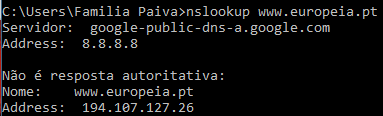 C:\Users\Familia Paiva>nslookup www.europeia.pt
Servidor:  google-public-dns-a.google.com
Address:  8.8.8.8
Não é resposta autoritativa:
Nome:    www.europeia.pt
Address:  194.107.127.26